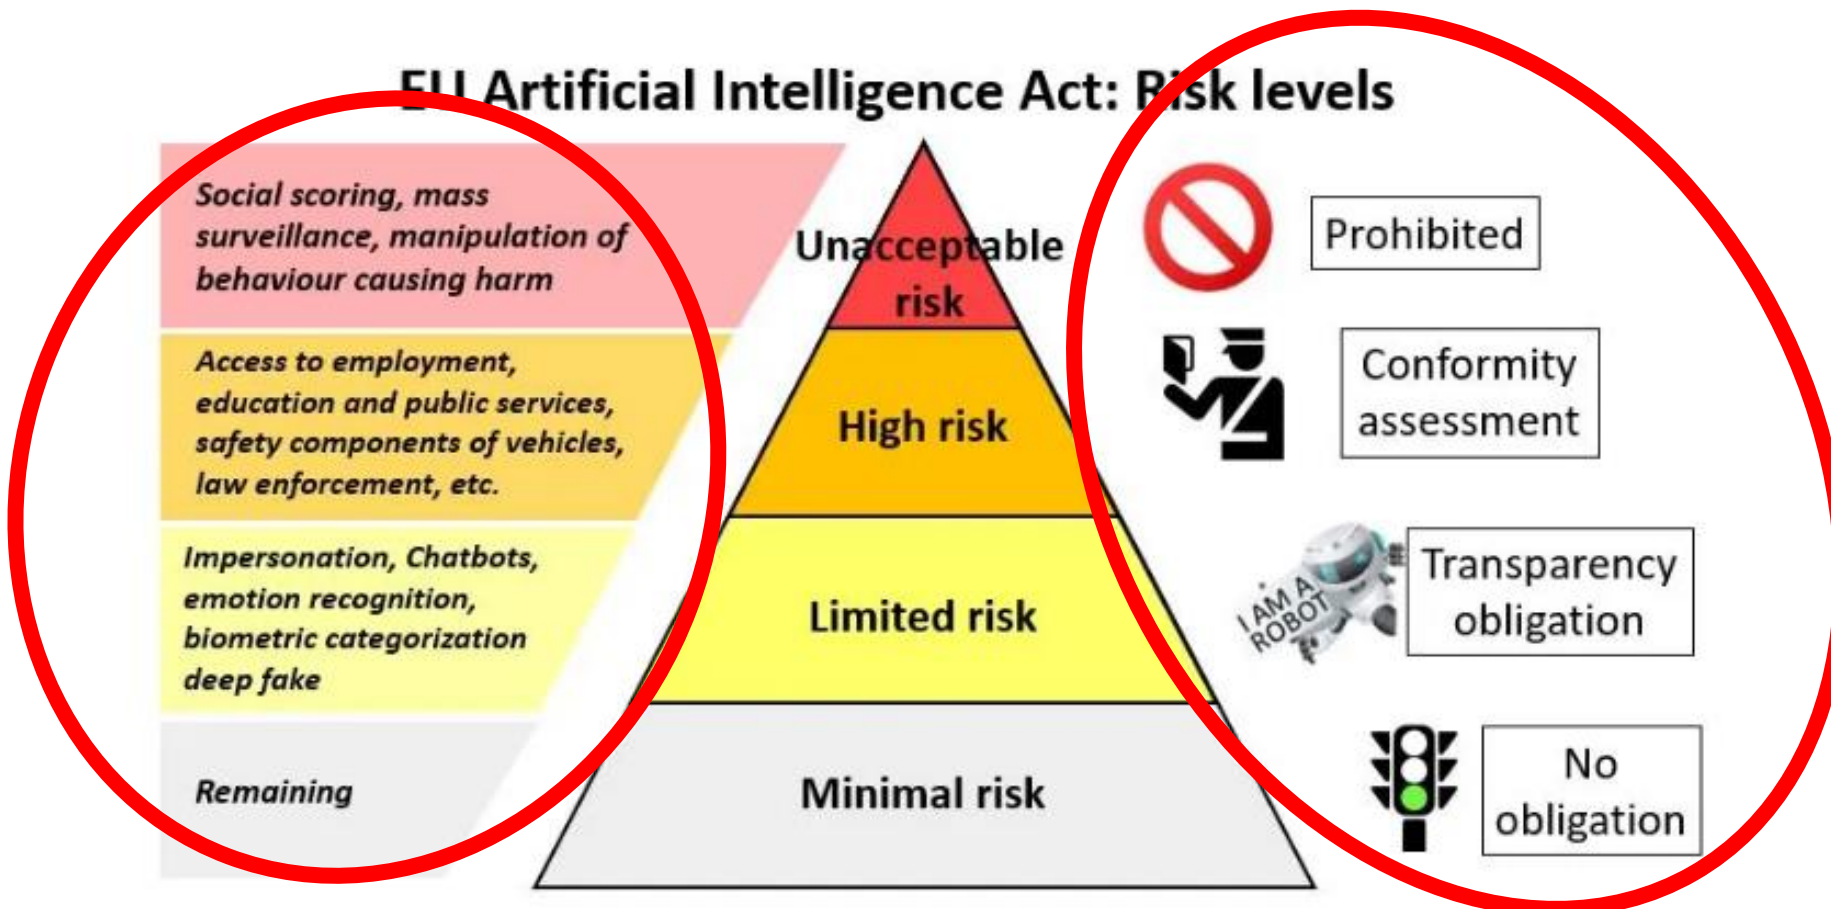 EU Artificial Intelligence Act: Risk levels
Social scoring, mass
surveillance, manipulation of
behaviour causing harm
Unacceptable
risk
Prohibited
Access to employment,
education and public services,
safety components of vehicles,
law enforcement, etc.
High risk
Conformity
assessment
Impersonation, Chatbots,
emotion recognition,
biometric categorization
deep fake
Limited risk
I AM A
ROBOT
Transparency
obligation
Remaining
Minimal risk
No
obligation